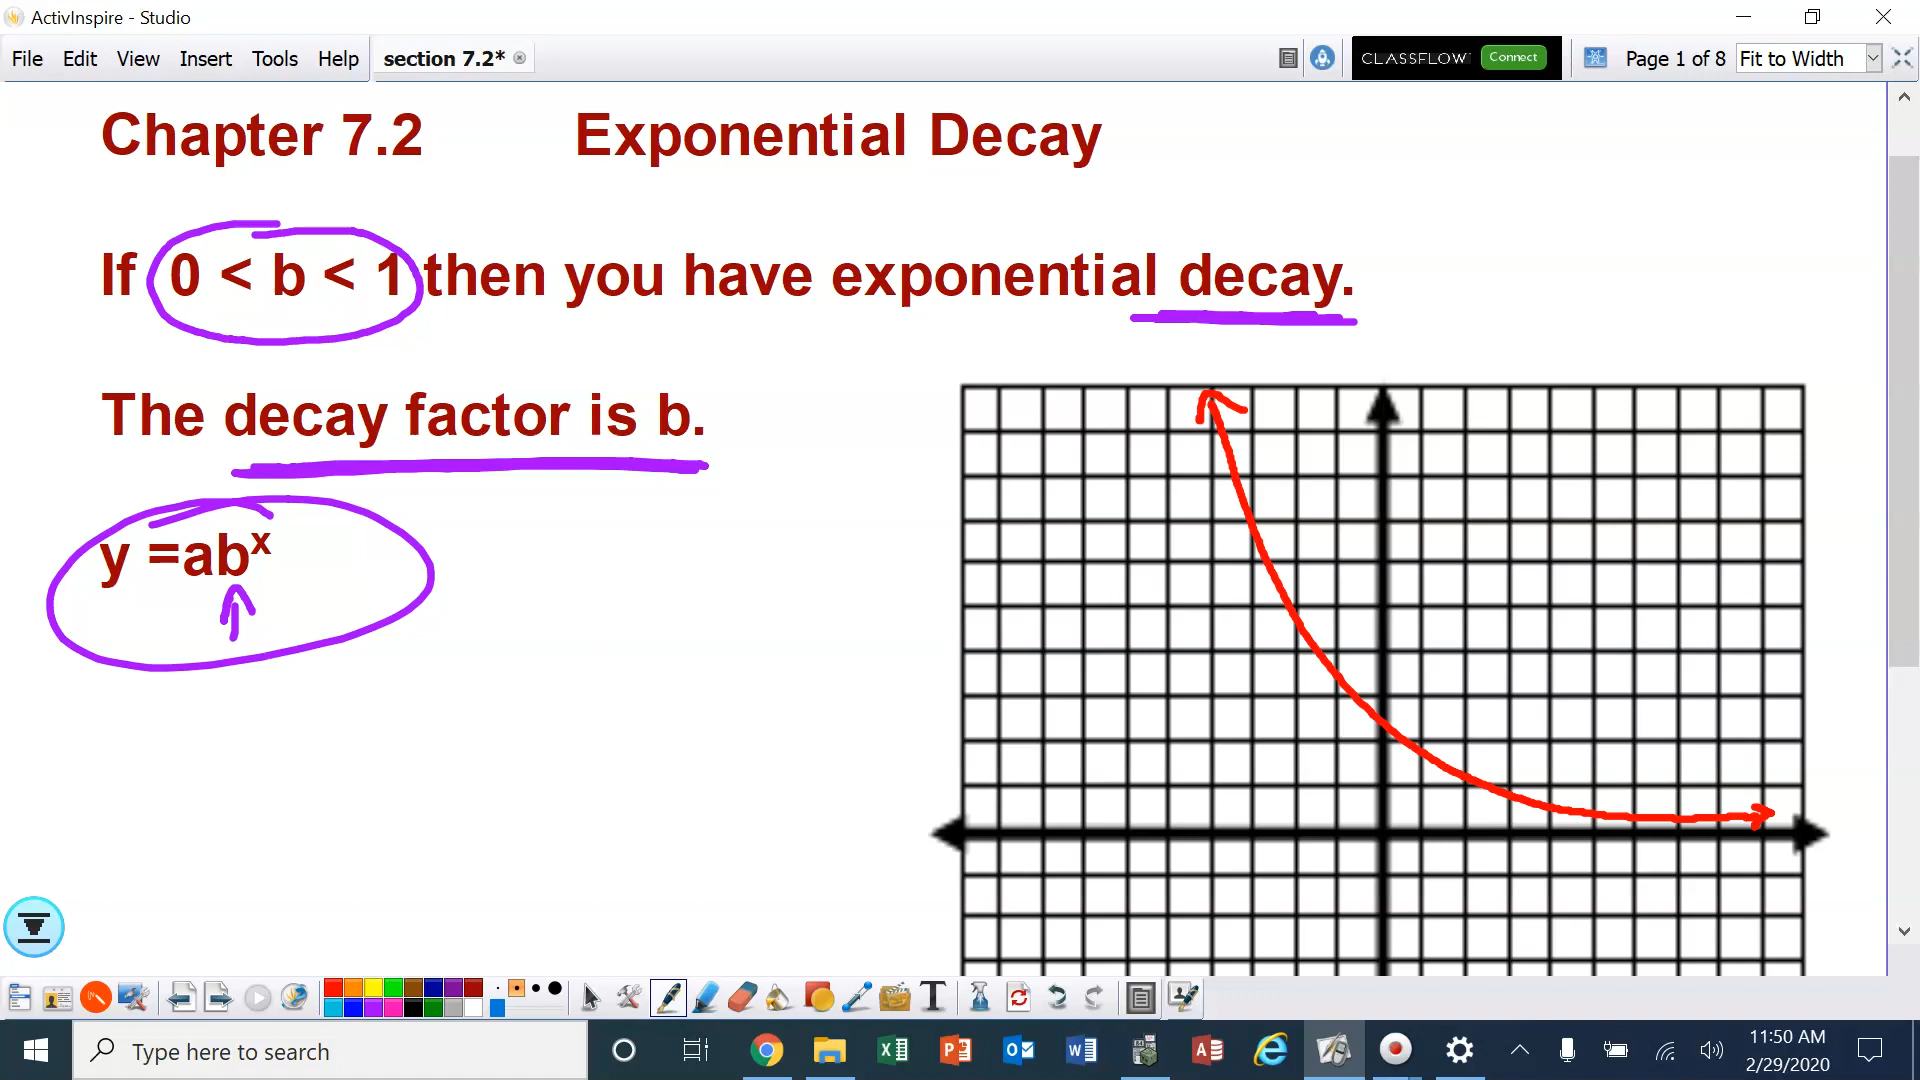 ActivInspire - Studio
File Edit View Insert Tools Help section 7.2* CLASSFLOW Connect Page 1 of 8 Fit to Width
Chapter 7.2 Exponential Decay
If 0 < b < 1 then you have exponential decay.
The decay factor is b.
y =abˣ
Type here to search
11:50 AM
2/29/2020